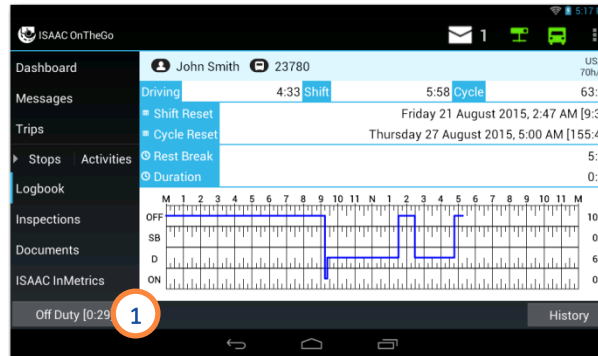 5:17
ISAAC OnTheGo 1
Dashboard
Messages
Trips
Stops Activities
Logbook
Inspections
Documents
ISAAC InMetrics
John Smith 23780 US
70h/
Driving 4:33 Shift 5:58 Cycle 63:
Shift Reset Friday 21 August 2015, 2:47 AM [9:3
Cycle Reset Thursday 27 August 2015, 5:00 AM [155:4
Rest Break 5:
Duration 0:
M 1 2 3 4 5 6 7 8 9 10 11 N 1 2 3 4 5 6 7 8 9 10 11 M
OFF 10
SB 0
D 6
ON 0
Off Duty [0:29 1 History